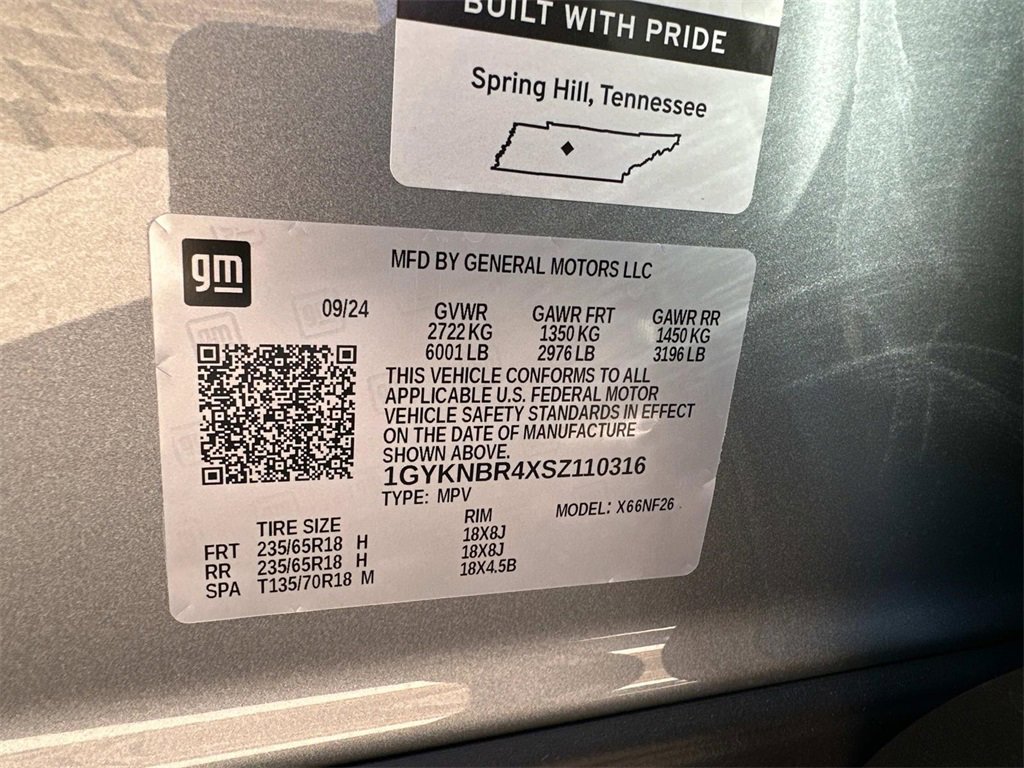 BUILT WITH PRIDE
Spring Hill, Tennessee
gm
MFD BY GENERAL MOTORS LLC
09/24 GVWR GAWR FRT GAWR RR
2722 KG 1350 KG 1450 KG
6001 LB 2976 LB 3196 LB
THIS VEHICLE CONFORMS TO ALL
APPLICABLE U.S. FEDERAL MOTOR
VEHICLE SAFETY STANDARDS IN EFFECT
ON THE DATE OF MANUFACTURE
SHOWN ABOVE.
1GYKNBR4XSZ110316
TYPE: MPV MODEL: X66NF26
TIRE SIZE RIM
FRT 235/65R18 H 18X8J
RR 235/65R18 H 18X8J
SPA T135/70R18 M 18X4.5B